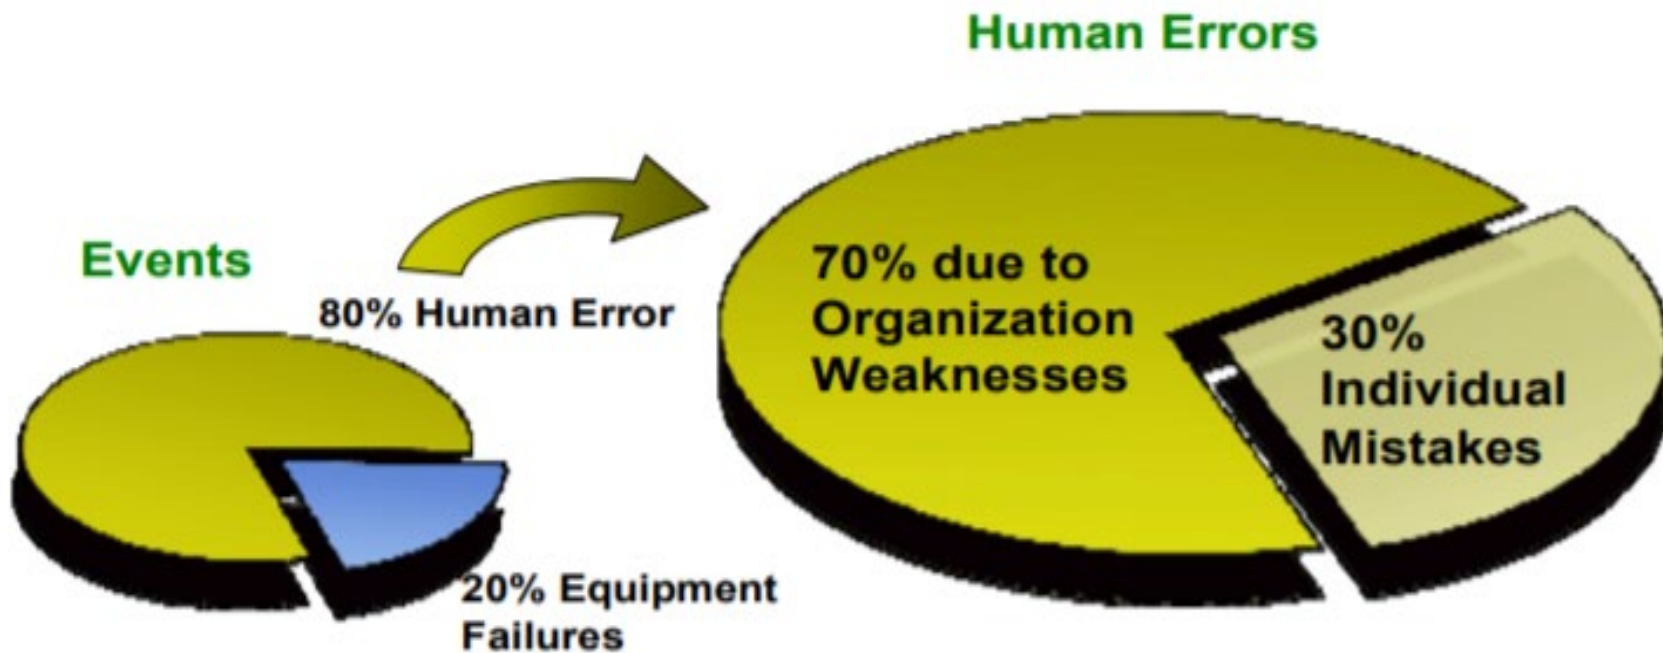 Human Errors
Events
80% Human Error
70% due to
Organization
Weaknesses
30%
Individual
Mistakes
20% Equipment
Failures